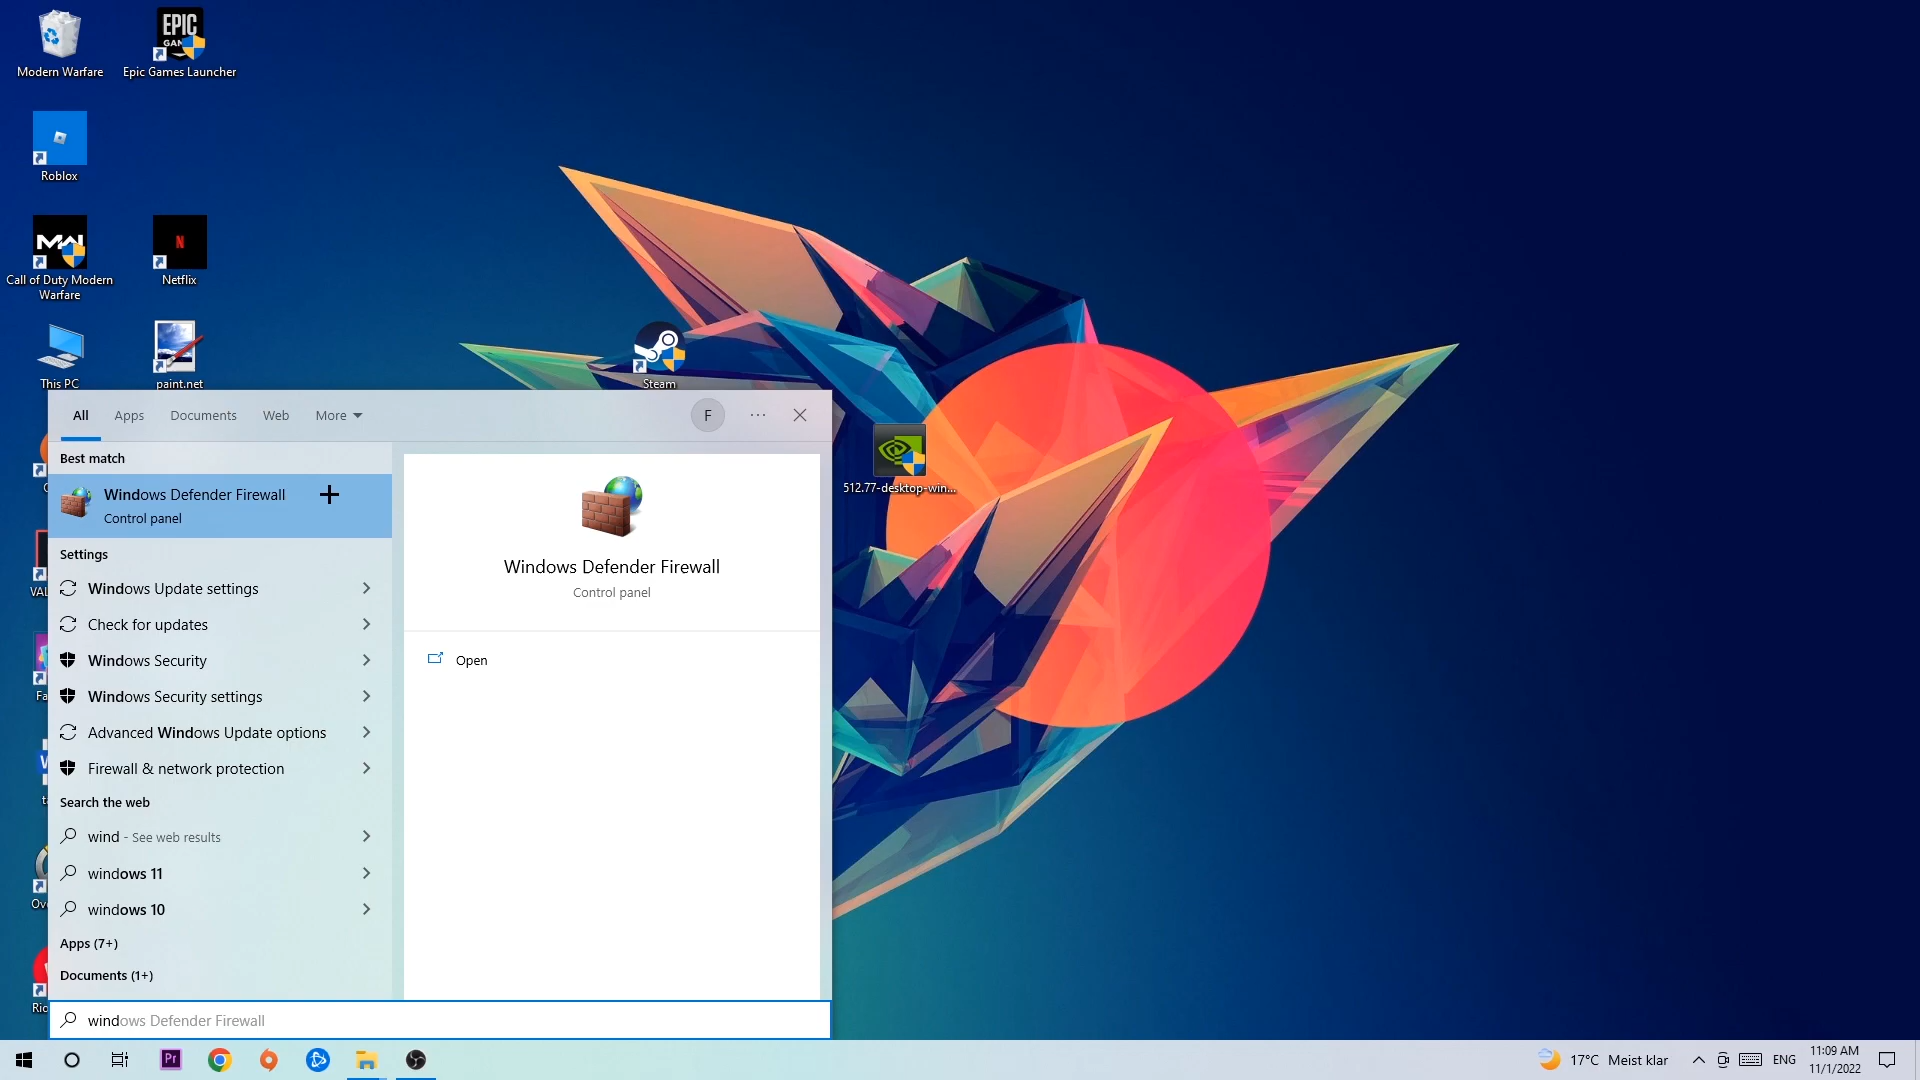 Modern Warfare
EPIC
Epic Games Launcher
Roblox
MW
Call of Duty Modern
Warfare
N
Netflix
This PC
paint.net
Steam
512.77-desktop-win...
All
Apps
Documents
Web
More
F
Best match
Windows Defender Firewall
Control panel
Settings
Windows Update settings
Check for updates
Windows Security
Windows Security settings
Advanced Windows Update options
Firewall & network protection
Search the web
wind - See web results
windows 11
windows 10
Apps (7+)
Documents (1+)
windows Defender Firewall
Windows Defender Firewall
Control panel
Open
Pr
17°C Meist klar
ENG
11:09 AM
11/1/2022